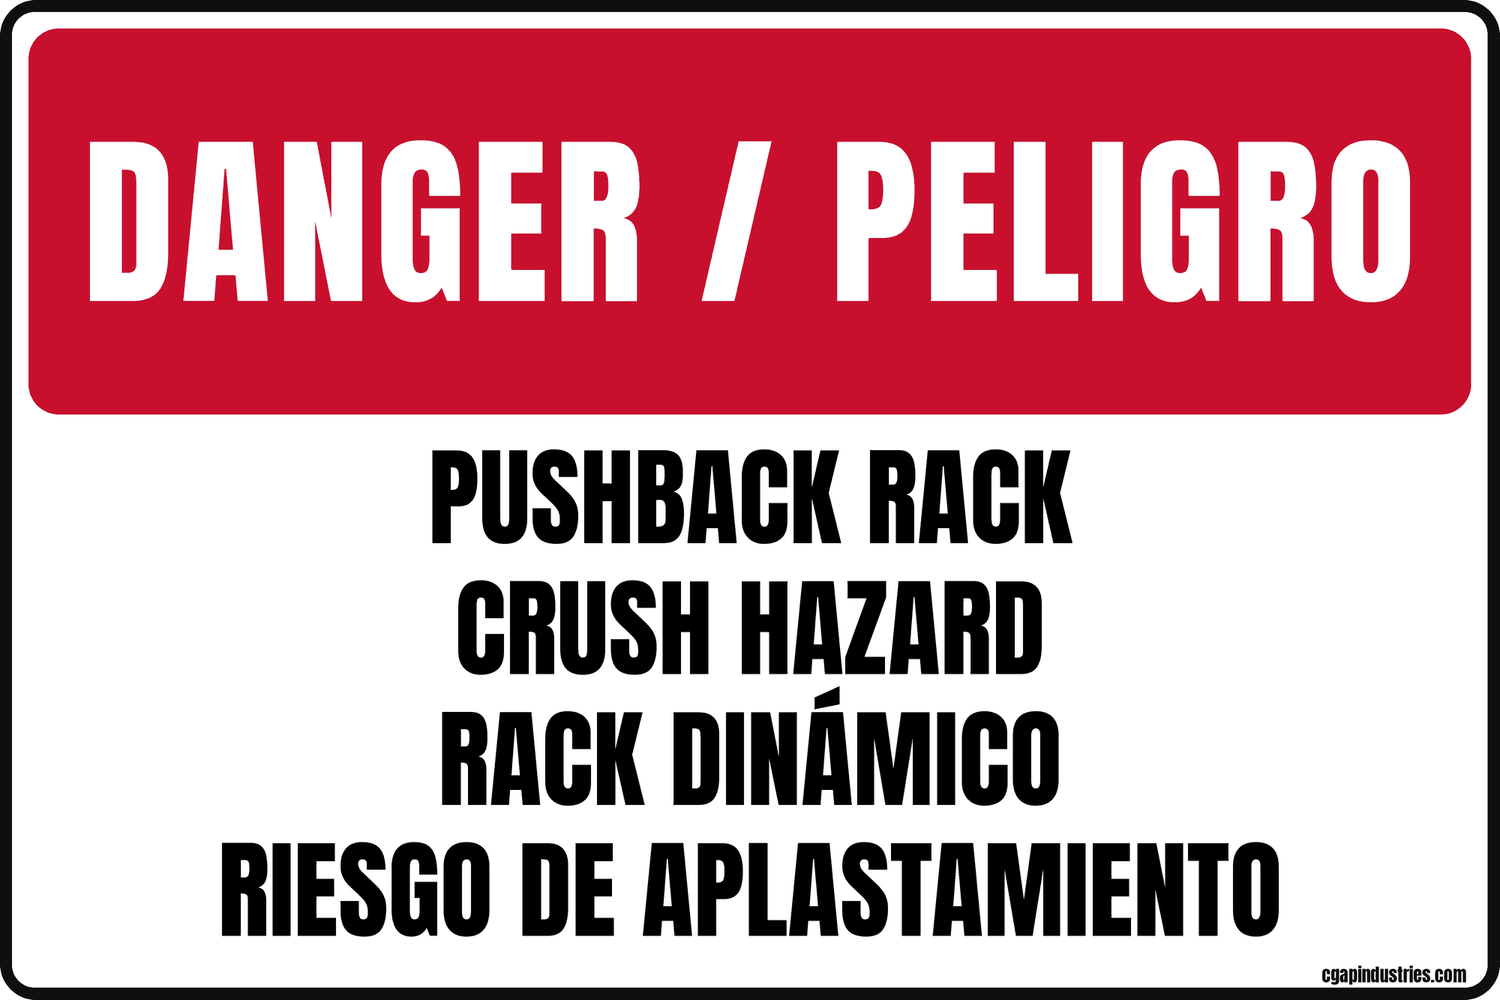 DANGER / PELIGRO
PUSHBACK RACK
CRUSH HAZARD
RACK DINÁMICO
RIESGO DE APLASTAMIENTO
cgapindustries.com